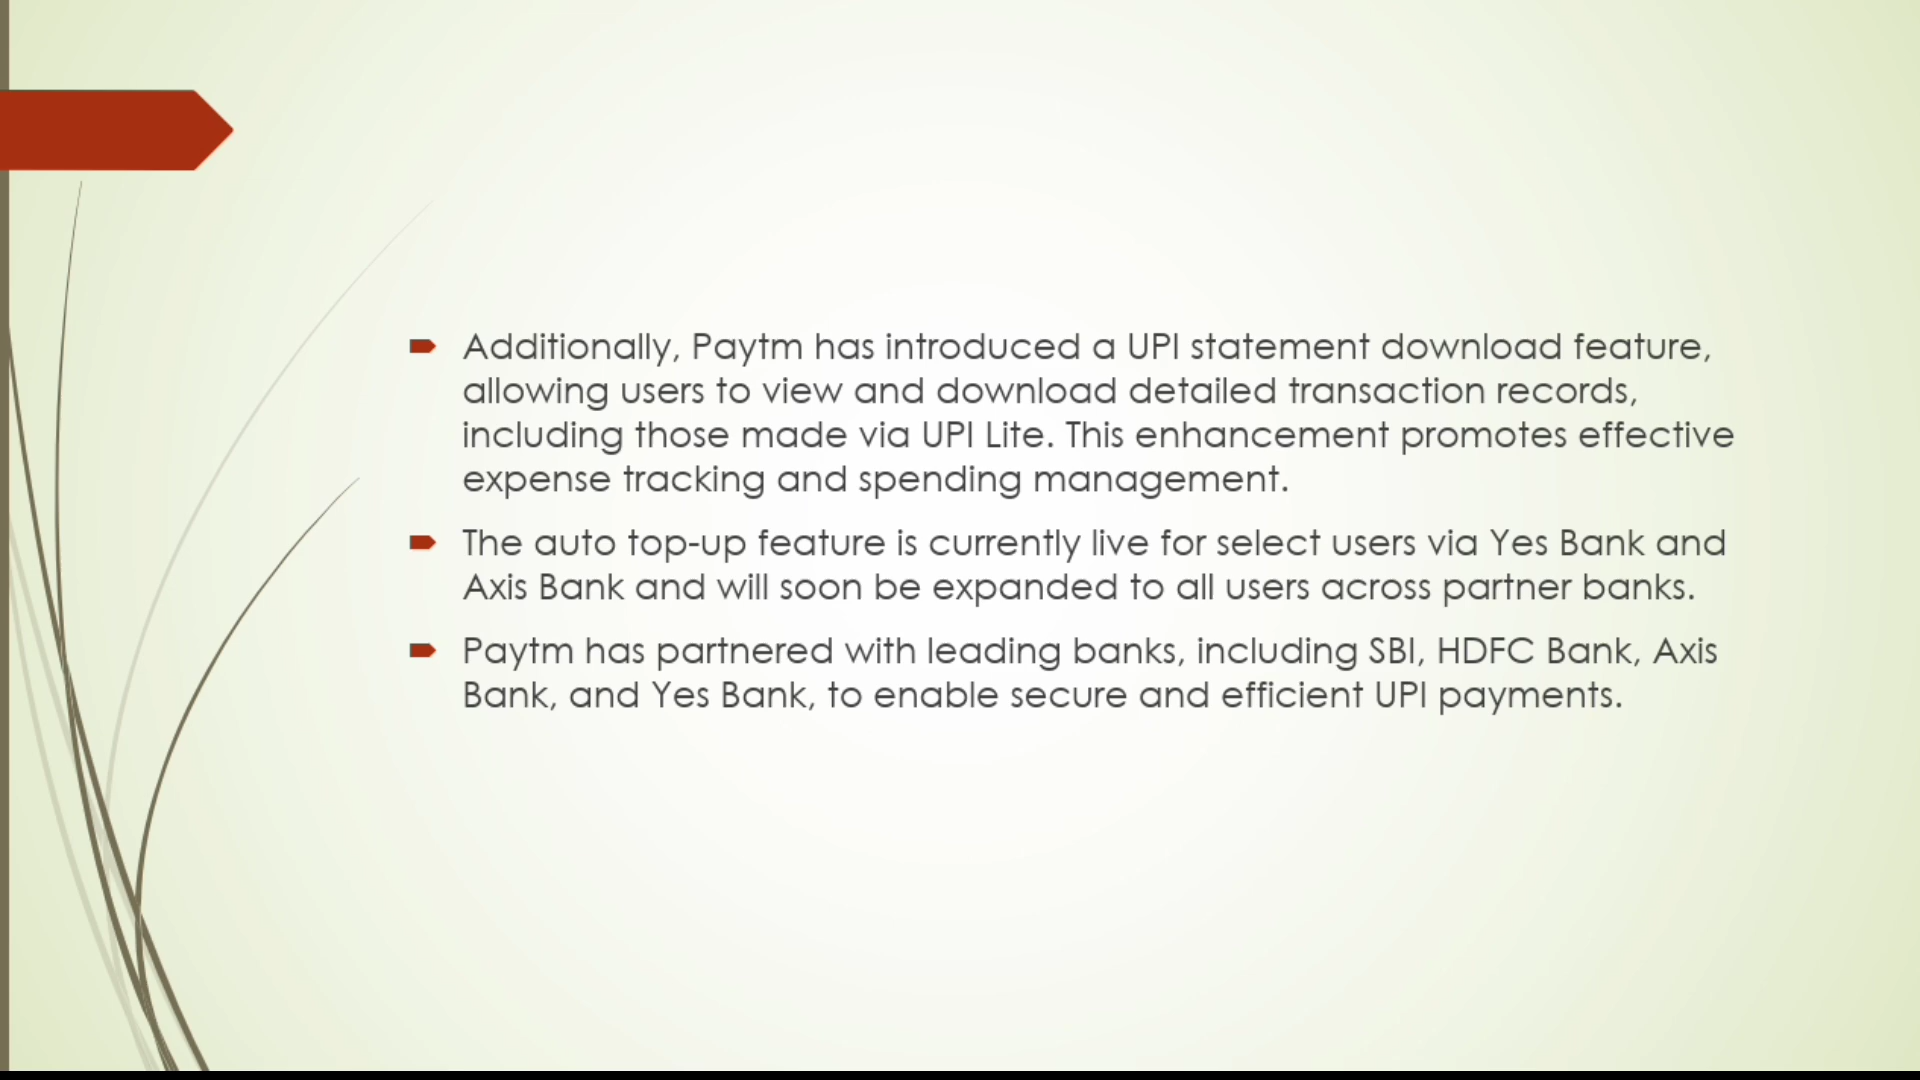 Additionally, Paytm has introduced a UPI statement download feature,
allowing users to view and download detailed transaction records,
including those made via UPI Lite. This enhancement promotes effective
expense tracking and spending management.
The auto top-up feature is currently live for select users via Yes Bank and
Axis Bank and will soon be expanded to all users across partner banks.
Paytm has partnered with leading banks, including SBI, HDFC Bank, Axis
Bank, and Yes Bank, to enable secure and efficient UPI payments.